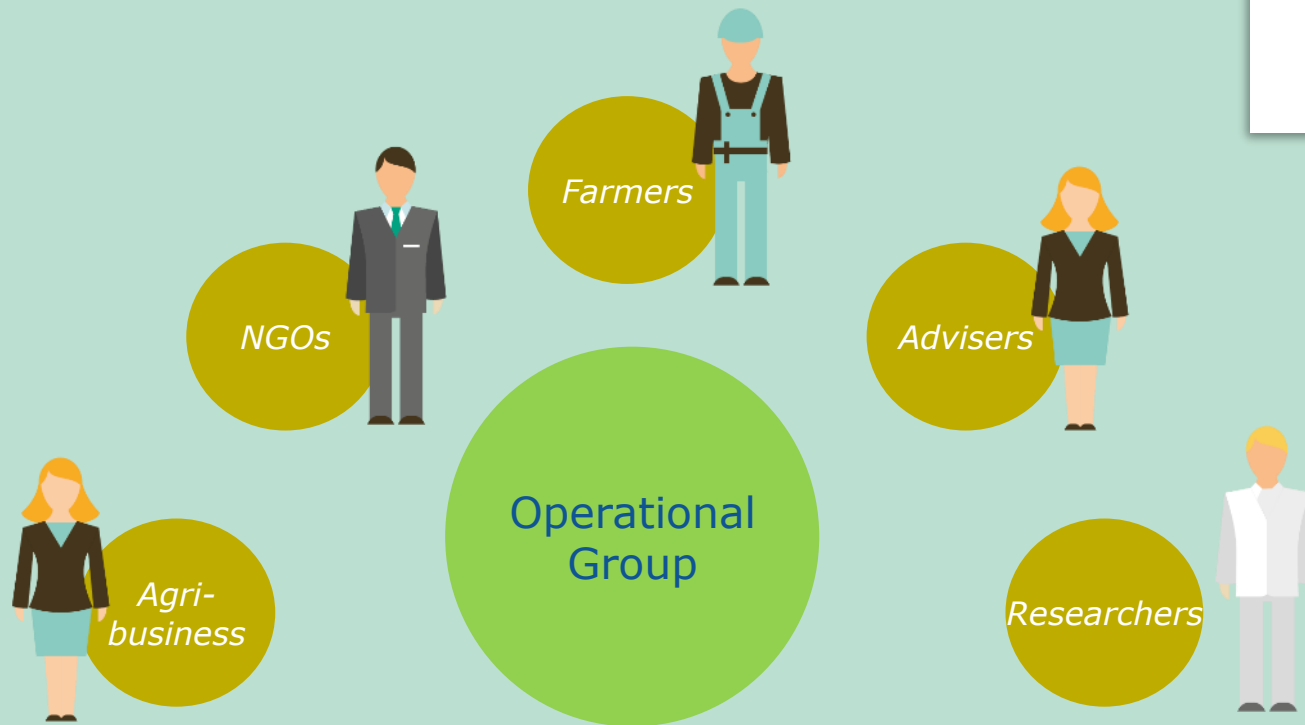 Farmers
NGOs
Advisers
Operational
Group
Agri-
business
Researchers